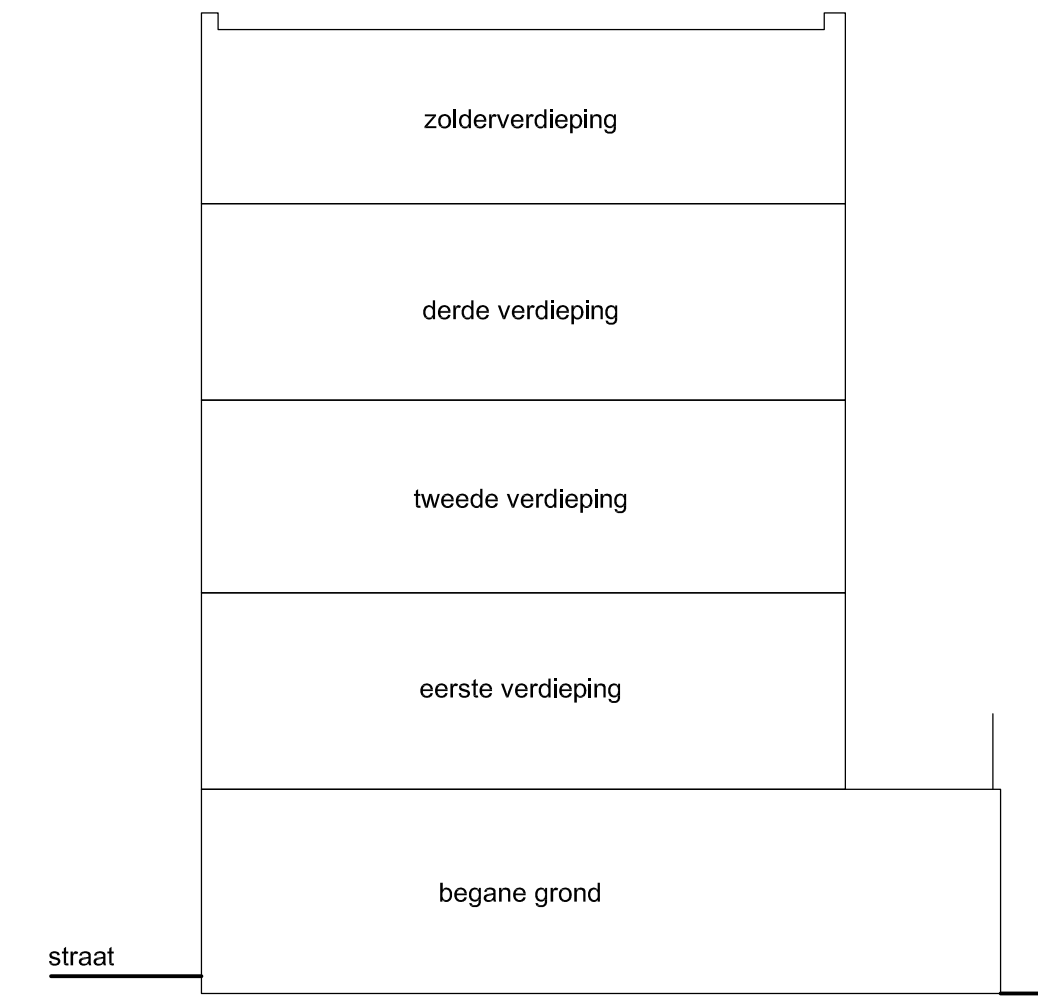 zolderverdieping
derde verdieping
tweede verdieping
eerste verdieping
begane grond
straat